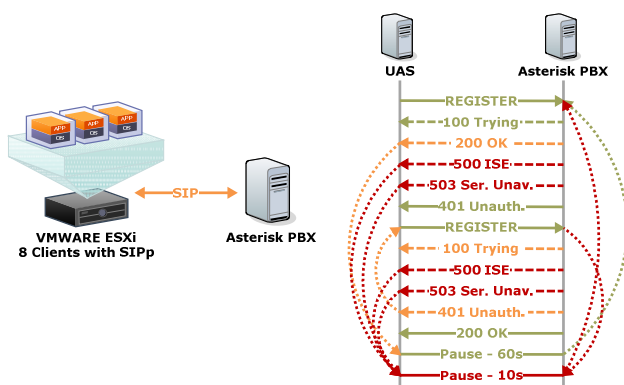 UAS
Asterisk PBX
APP
OS
APP
OS
APP
OS
SIP
VMWARE ESXi
8 Clients with SIPp
Asterisk PBX
REGISTER
100 Trying
200 OK
500 ISE
503 Ser. Unav.
401 Unauth.
REGISTER
100 Trying
500 ISE
503 Ser. Unav.
401 Unauth.
200 OK
Pause - 60s
Pause - 10s